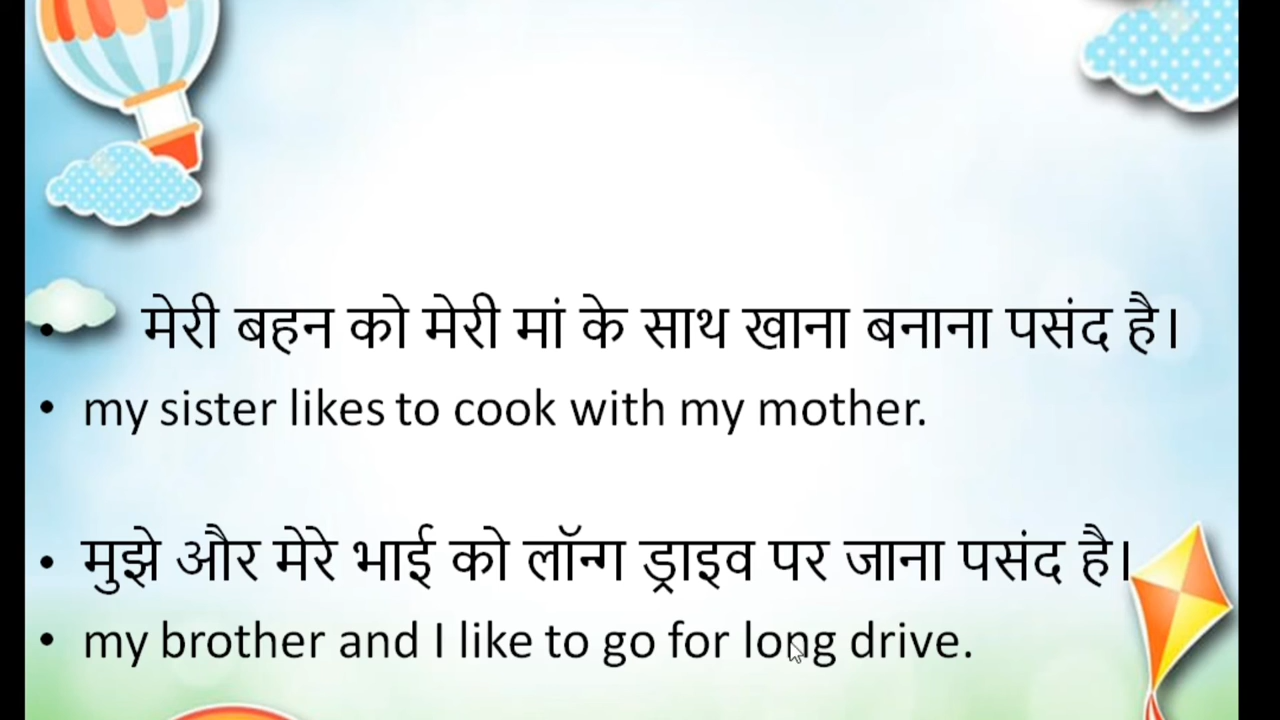 • मेरी बहन को मेरी मां के साथ खाना बनाना पसंद है।
• my sister likes to cook with my mother.
• मुझे और मेरे भाई को लॉन्ग ड्राइव पर जाना पसंद है।
• my brother and I like to go for long drive.